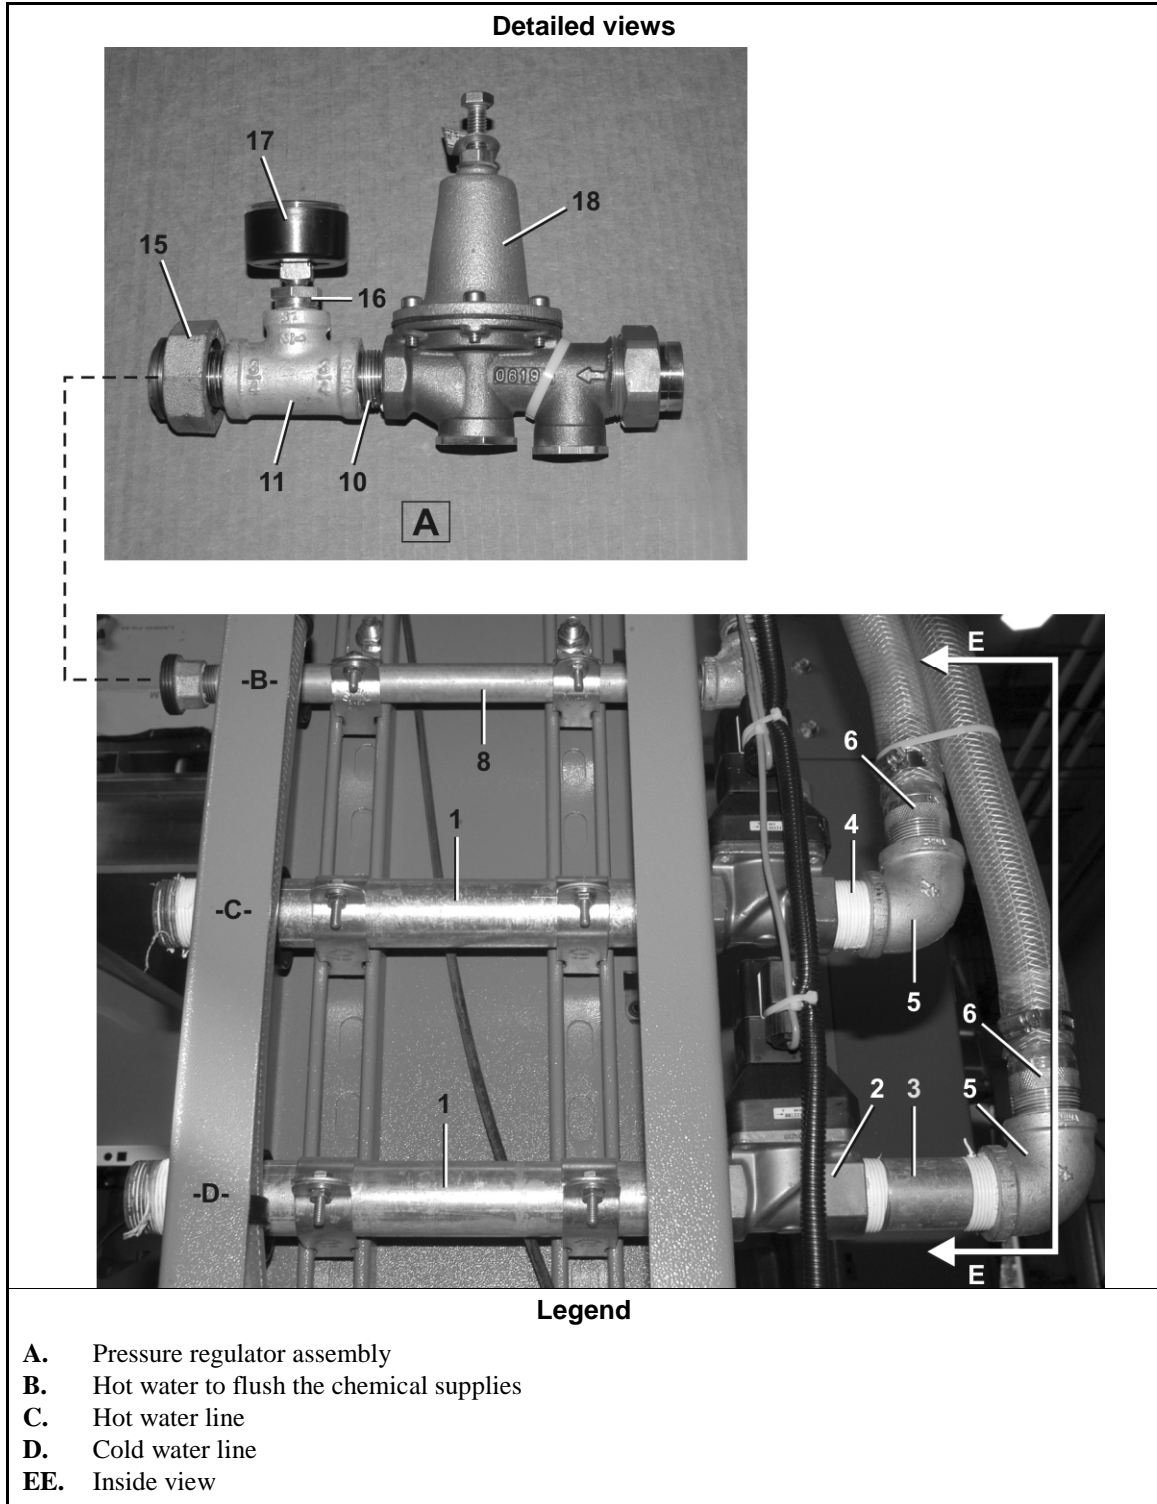 Detailed views
17
18
15
16
0619
11
10
A
E
-B-
6
8
4
1
-C-
5
6
1
2
3
5
-D-
E
Legend
A. Pressure regulator assembly
B. Hot water to flush the chemical supplies
C. Hot water line
D. Cold water line
EE. Inside view